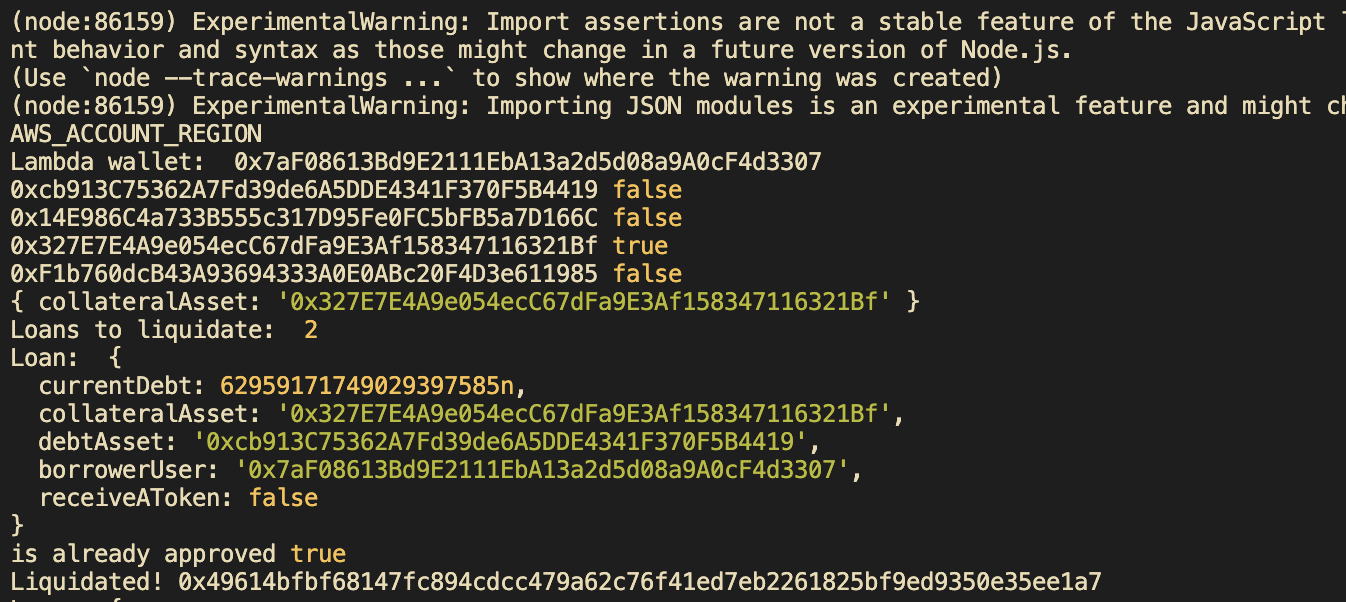 (node:86159) ExperimentalWarning: Import assertions are not a stable feature of the JavaScript
nt behavior and syntax as those might change in a future version of Node.js.
(Use `node --trace-warnings ...` to show where the warning was created)
(node:86159) ExperimentalWarning: Importing JSON modules is an experimental feature and might ch
AWS_ACCOUNT_REGION
Lambda wallet:  0x7aF08613Bd9E2111EbA13a2d5d08a9A0cF4d3307
0xcb913C75362A7Fd39de6A5DDE4341F370F5B4419 false
0x14E986C4a733B555c317D95Fe0FC5bFB5a7D166C false
0x327E7E4A9e054ecC67dFa9E3Af158347116321Bf true
0xF1b760dcB43A93694333A0E0ABc20F4D3e611985 false
{ collateralAsset: '0x327E7E4A9e054ecC67dFa9E3Af158347116321Bf' }
Loans to liquidate:  2
Loan:  {
  currentDebt: 62959171749029397585n,
  collateralAsset: '0x327E7E4A9e054ecC67dFa9E3Af158347116321Bf',
  debtAsset: '0xcb913C75362A7Fd39de6A5DDE4341F370F5B4419',
  borrowerUser: '0x7aF08613Bd9E2111EbA13a2d5d08a9A0cF4d3307',
  receiveAToken: false
}
is already approved true
Liquidated! 0x49614bfbf68147fc894cdcc479a62c76f41ed7eb2261825bf9ed9350e35ee1a7